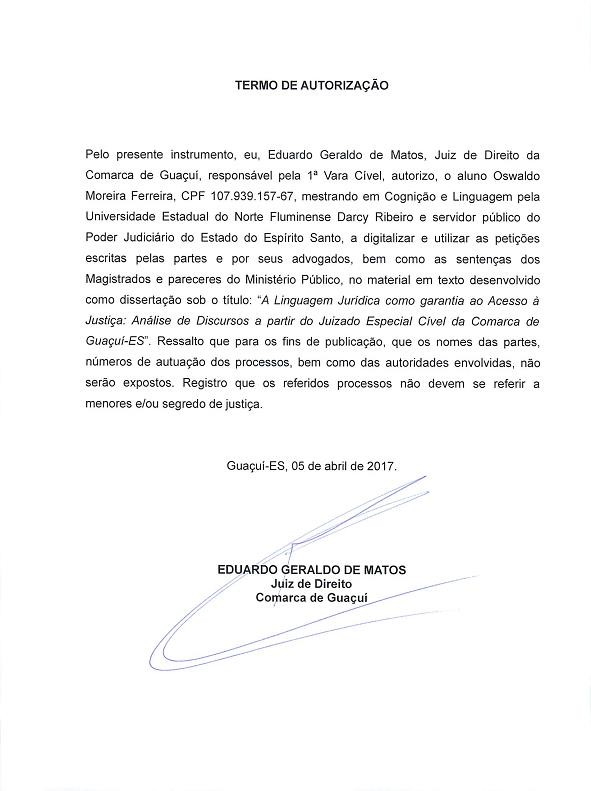 TERMO DE AUTORIZAÇÃO
Pelo presente instrumento, eu, Eduardo Geraldo de Matos, Juiz de Direito da
Comarca de Guaçuí, responsável pela 1ª Vara Cível, autorizo, o aluno Oswaldo
Moreira Ferreira, CPF 107.939.157-67, mestrando em Cognição e Linguagem pela
Universidade Estadual do Norte Fluminense Darcy Ribeiro e servidor público do
Poder Judiciário do Estado do Espírito Santo, a digitalizar e utilizar as petições
escritas pelas partes e por seus advogados, bem como as sentenças dos
Magistrados e pareceres do Ministério Público, no material em texto desenvolvido
como dissertação sob o título: “A Linguagem Jurídica como garantia ao Acesso à
Justiça: Análise de Discursos a partir do Juizado Especial Cível da Comarca de
Guaçuí-ES”. Ressalto que para os fins de publicação, que os nomes das partes,
números de autuação dos processos, bem como das autoridades envolvidas, não
serão expostos. Registro que os referidos processos não devem se referir a
menores e/ou segredo de justiça.
Guaçuí-ES, 05 de abril de 2017.
EDUARDO GERALDO DE MATOS
Juiz de Direito
Comarca de Guaçuí